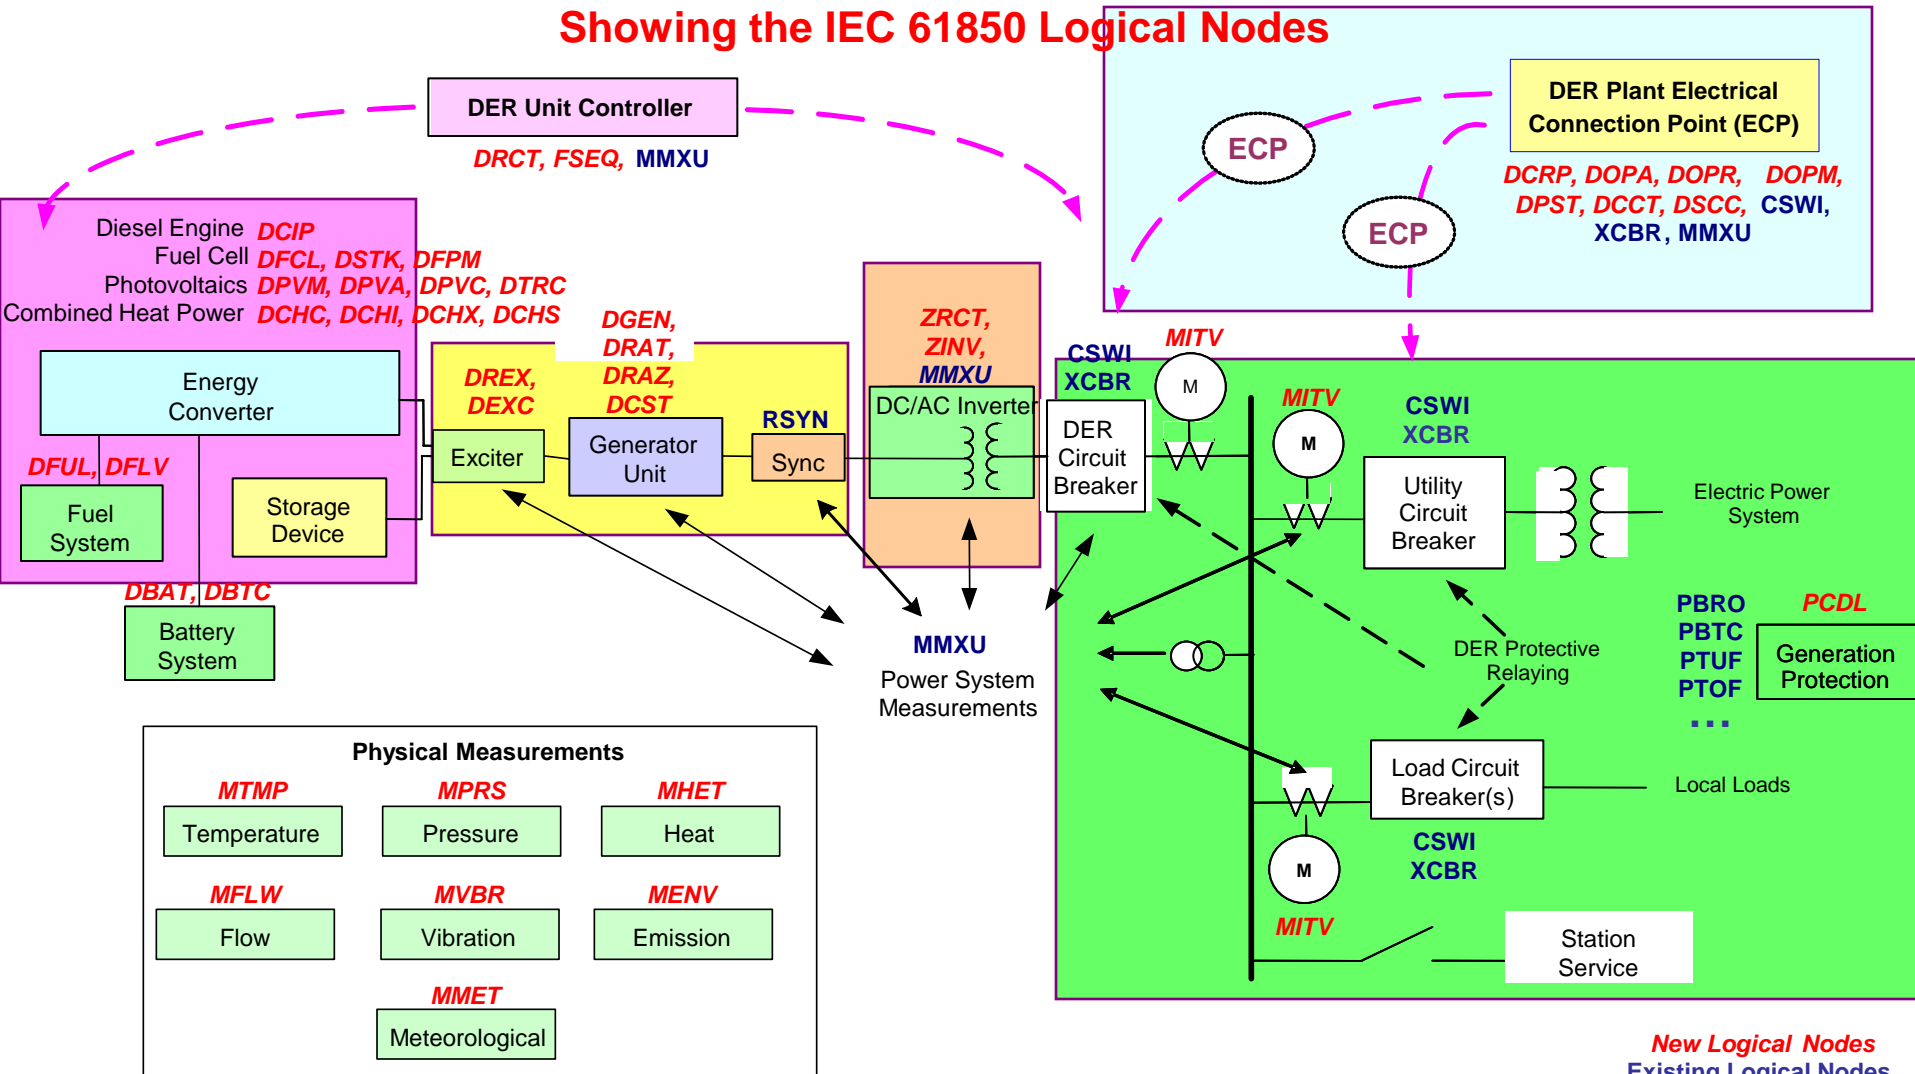 Showing the IEC 61850 Logical Nodes
DER Unit Controller
DRCT, FSEQ, MMXU
DER Plant Electrical
Connection Point (ECP)
ECP
ECP
DCRP, DOPA, DOPR, DOPM,
DPST, DCCT, DSCC, CSWI,
XCBR, MMXU
Diesel Engine DCIP
Fuel Cell DFCL, DSTK, DFPM
Photovoltaics DPVM, DPVA, DPVC, DTRC
Combined Heat Power DCHC, DCHI, DCHX, DCHS
Energy
Converter
DFUL, DFLV
Fuel
System
Storage
Device
DBAT, DBTC
Battery
System
DREX,
DEXC
Exciter
DGEN,
DRAT,
DRAZ,
DCST
Generator
Unit
RSYN
Sync
ZRCT,
ZINV,
MMXU
DC/AC Inverter
CSWI
XCBR
DER
Circuit
Breaker
MITV
M
MITV
M
CSWI
XCBR
Utility
Circuit
Breaker
Electric Power
System
MMXU
Power System
Measurements
DER Protective
Relaying
PBRO
PBTC
PTUF
PTOF
...
PCDL
Generation
Protection
Load Circuit
Breaker(s)
Local Loads
CSWI
XCBR
M
MITV
Station
Service
Physical Measurements
MTMP
Temperature
MPRS
Pressure
MHET
Heat
MFLW
Flow
MVBR
Vibration
MENV
Emission
MMET
Meteorological
New Logical Nodes
Existing Logical Nodes